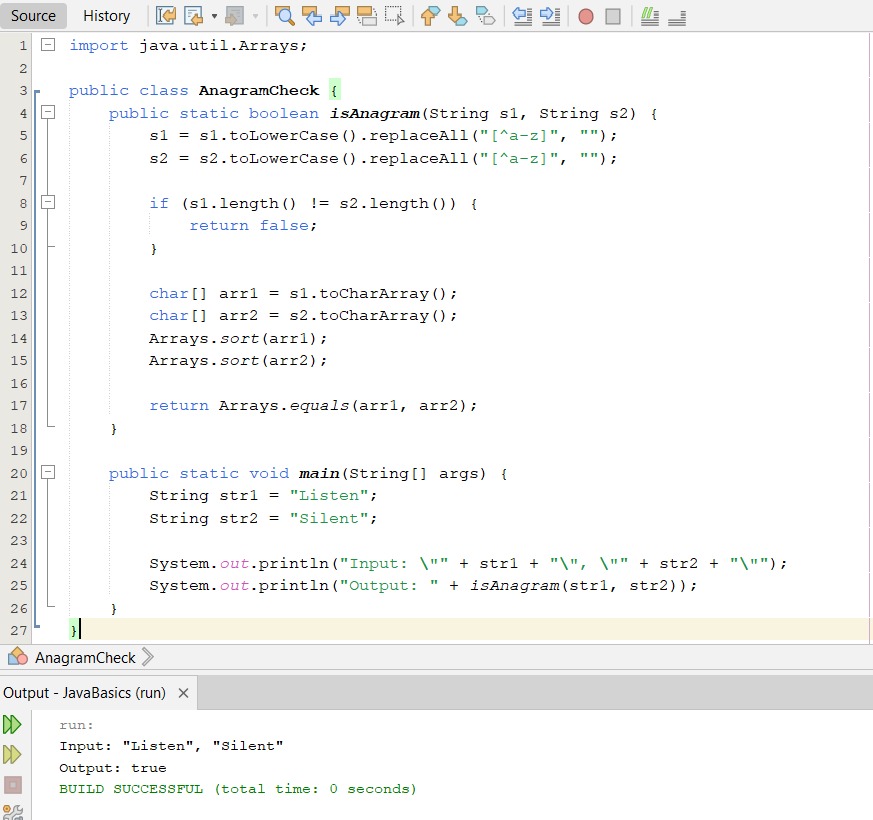 Source History
1 import java.util.Arrays;
2
3 public class AnagramCheck {
4     public static boolean isAnagram(String s1, String s2) {
5         s1 = s1.toLowerCase().replaceAll("[^a-z]", "");
6         s2 = s2.toLowerCase().replaceAll("[^a-z]", "");
7
8         if (s1.length() != s2.length()) {
9             return false;
10         }
11
12         char[] arr1 = s1.toCharArray();
13         char[] arr2 = s2.toCharArray();
14         Arrays.sort(arr1);
15         Arrays.sort(arr2);
16
17         return Arrays.equals(arr1, arr2);
18     }
19
20     public static void main(String[] args) {
21         String str1 = "Listen";
22         String str2 = "Silent";
23
24         System.out.println("Input: \"" + str1 + "\", \"" + str2 + "\"");
25         System.out.println("Output: " + isAnagram(str1, str2));
26     }
27 }
AnagramCheck
Output - JavaBasics (run) ×
run:
Input: "Listen", "Silent"
Output: true
BUILD SUCCESSFUL (total time: 0 seconds)